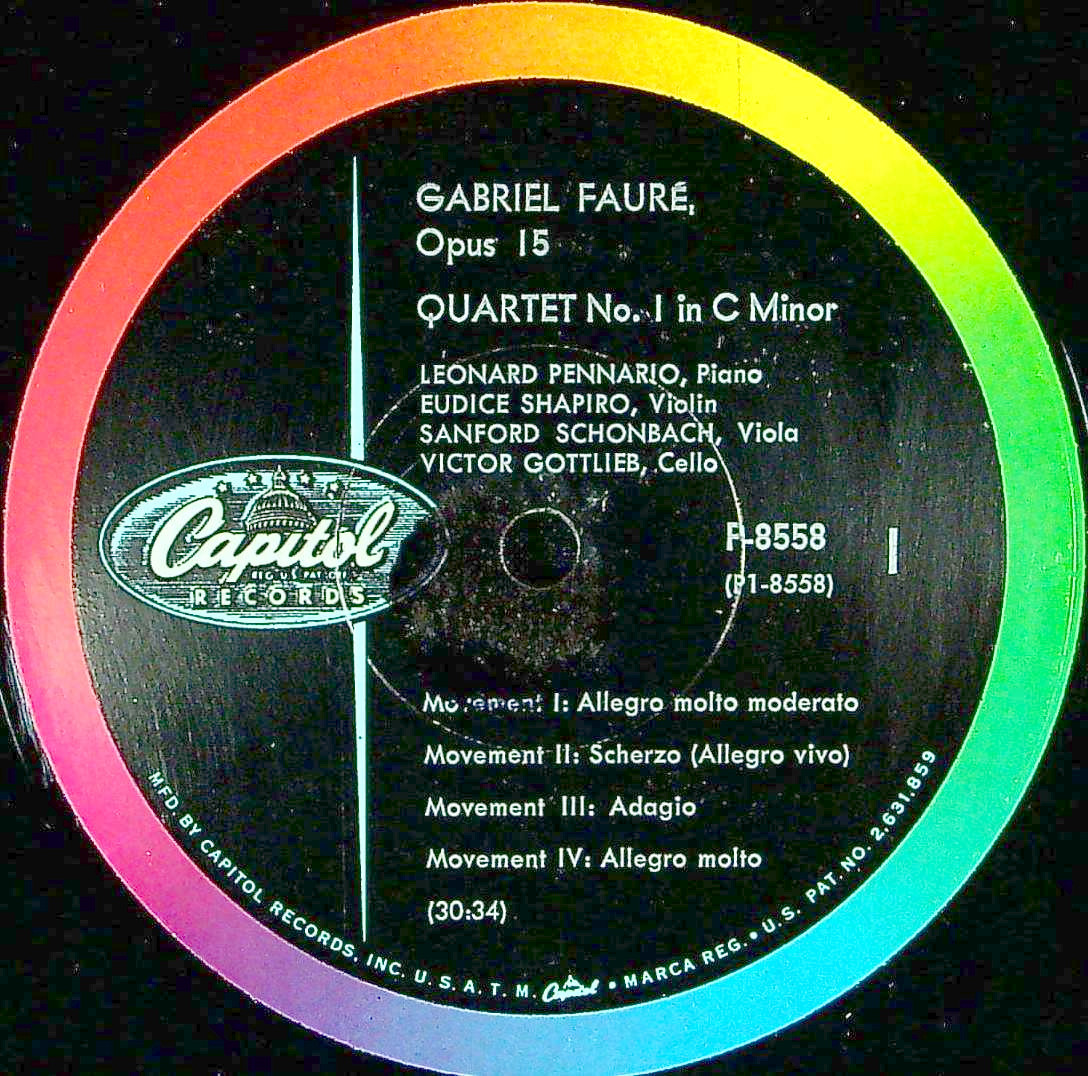 GABRIEL FAURÉ,
Opus 15
QUARTET No. 1 in C Minor
LEONARD PENNARIO, Piano
EUDICE SHAPIRO, Violin
SANFORD SCHONBACH, Viola
VICTOR GOTTLIEB, Cello
Capitol
REG. U.S. PAT. OFF.
RECORDS
P-8558
(P1-8558)
1
Movement I: Allegro molto moderato
Movement II: Scherzo (Allegro vivo)
Movement III: Adagio
Movement IV: Allegro molto
(30:34)
MFD BY CAPITOL RECORDS, INC. U. S. A. T. M. Capitol • MARCA REG. • U.S. PAT. NO. 2,631,859